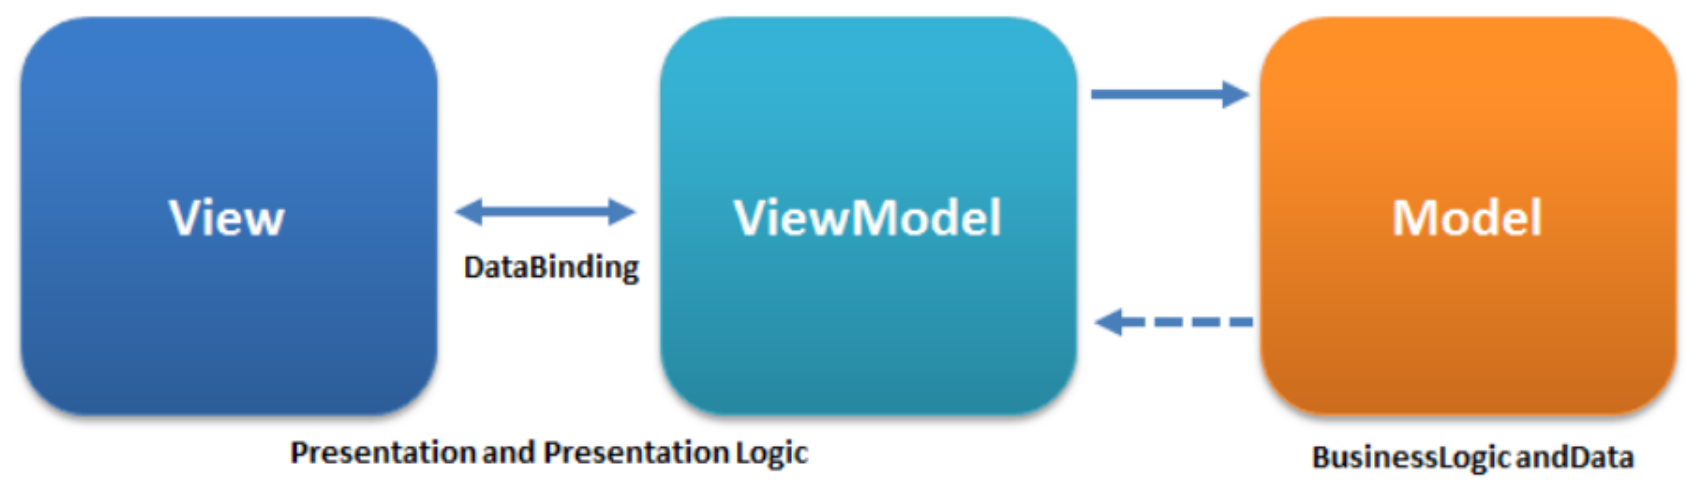 View
ViewModel
Model
DataBinding
Presentation and Presentation Logic
BusinessLogic andData